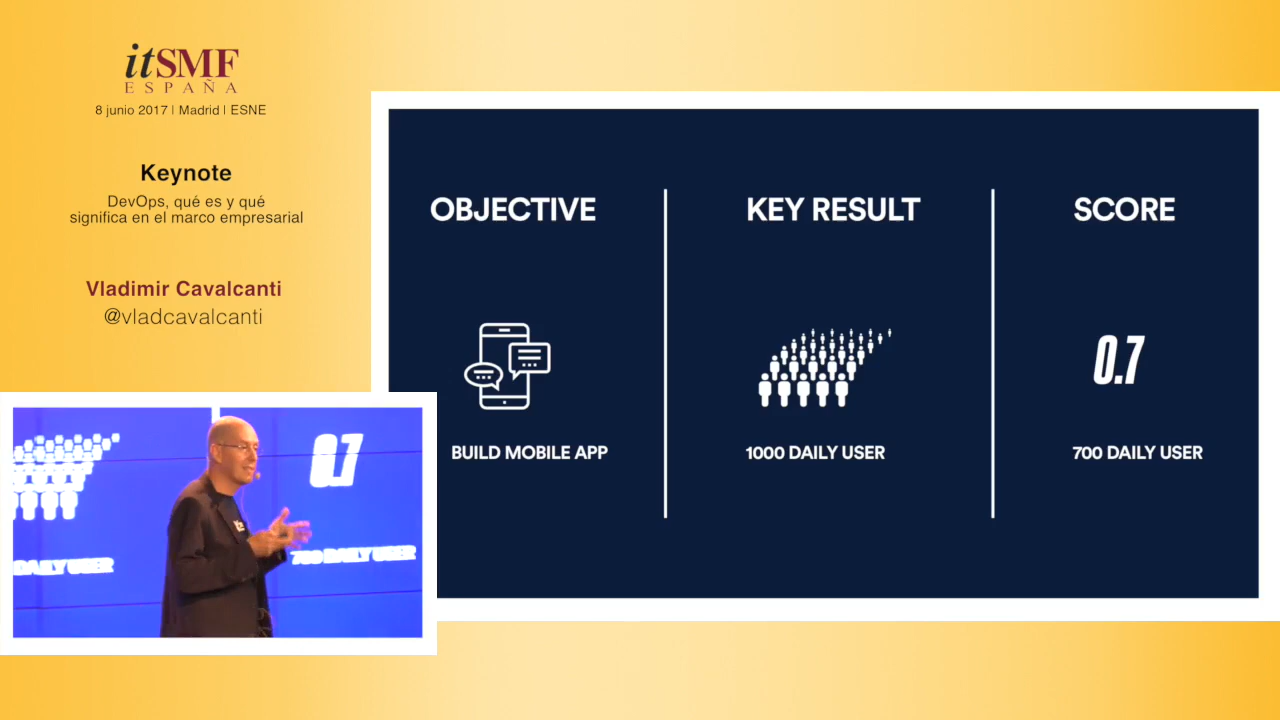 itSMF
ESPAÑA
8 junio 2017 | Madrid | ESNE
Keynote
DevOps, qué es y qué
significa en el marco empresarial
Vladimir Cavalcanti
@vladcavalcanti
OBJECTIVE
KEY RESULT
SCORE
0.7
BUILD MOBILE APP
1000 DAILY USER
700 DAILY USER
0.7
DAILY USER
700 DAILY USER